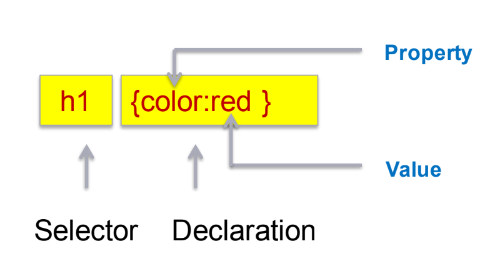 Property
h1 {color:red }
Value
Selector Declaration